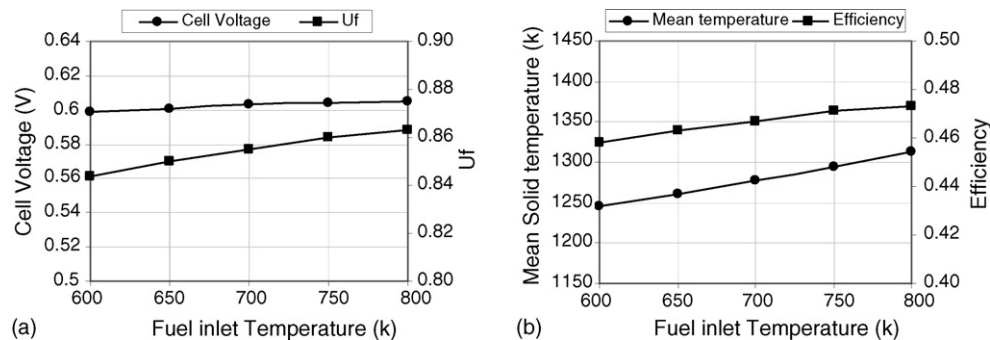 Cell Voltage Uf
0.64
0.62
0.6
0.58
0.56
0.54
0.52
0.5
Cell Voltage (V)
0.90
0.88
0.86
0.84
0.82
0.80
Uf
600 650 700 750 800
(a) Fuel inlet Temperature (k)
Mean temperature Efficiency
1450
1400
1350
1300
1250
1200
1150
Mean Solid temperature (k)
0.50
0.48
0.46
0.44
0.42
0.40
Efficiency
600 650 700 750 800
(b) Fuel inlet Temperature (k)